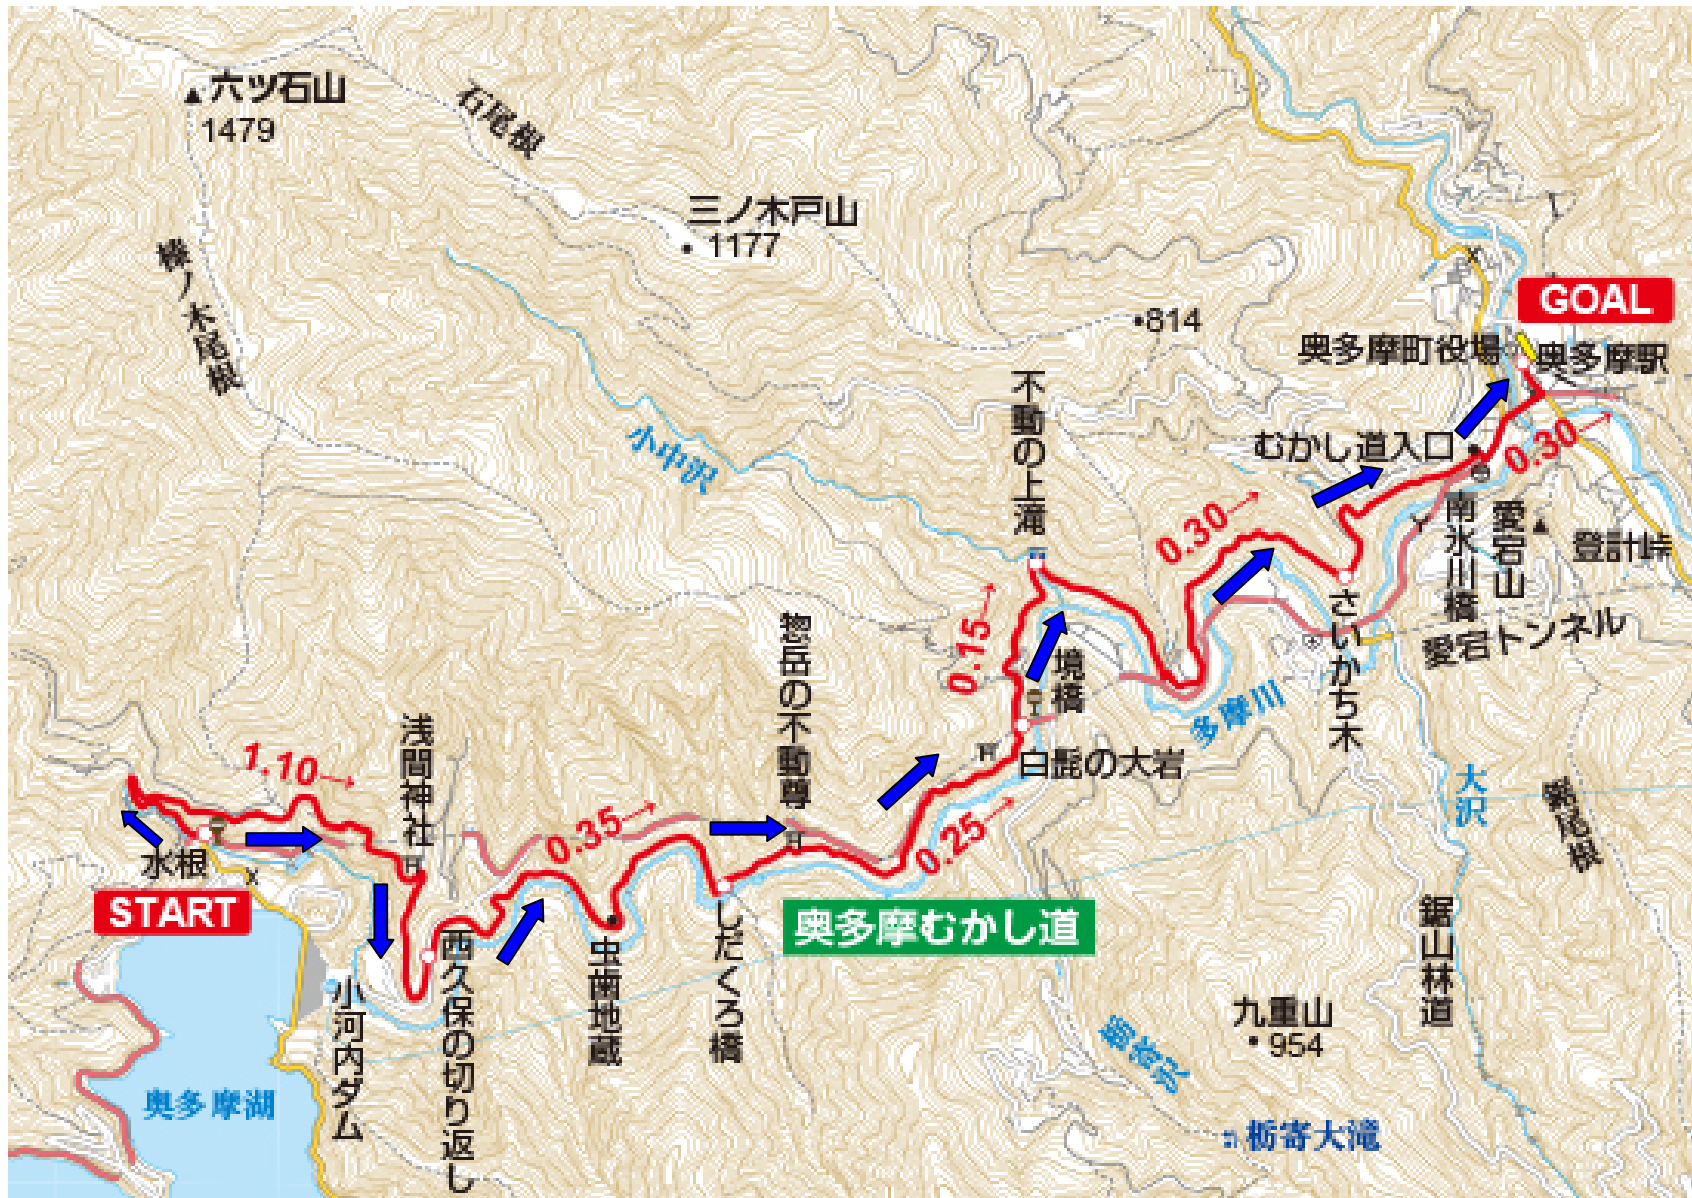 六ツ石山
1479
石尾根
三ノ木戸山
1177
榛ノ木尾根
814
GOAL
奥多摩町役場
奥多摩駅
不動の上滝
小中沢
むかし道入口
0.30→
0.30→
南氷川橋
愛宕山
登計峠
さいかち木
愛宕トンネル
0.15→
惣岳の不動尊
境橋
多摩川
白髭の大岩
大沢
鋸尾根
1.10→
浅間神社
0.35→
0.25→
水根
START
奥多摩むかし道
西久保の切り返し
虫歯地蔵
しだくら橋
小河内ダム
鋸山林道
九重山
954
奥多摩湖
栃寄沢
栃寄大滝